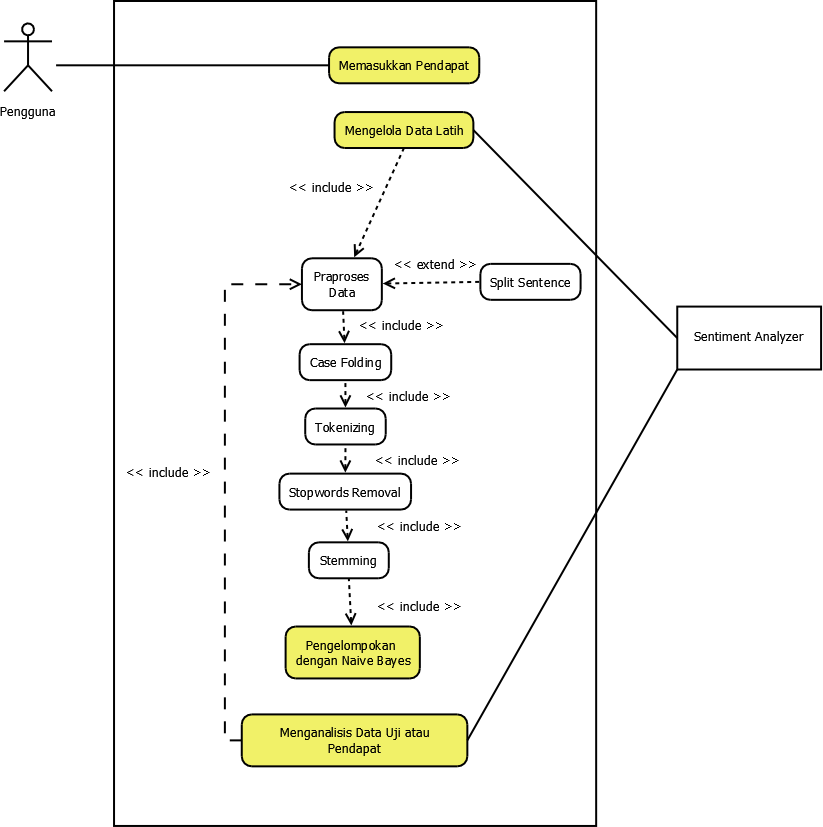 Pengguna
Memasukkan Pendapat
Mengelola Data Latih
<< include >>
<< extend >>
Praproses
Data
Split Sentence
<< include >>
Sentiment Analyzer
Case Folding
<< include >>
Tokenizing
<< include >>
<< include >>
Stopwords Removal
<< include >>
Stemming
<< include >>
Pengelompokan
dengan Naive Bayes
Menganalisis Data Uji atau
Pendapat